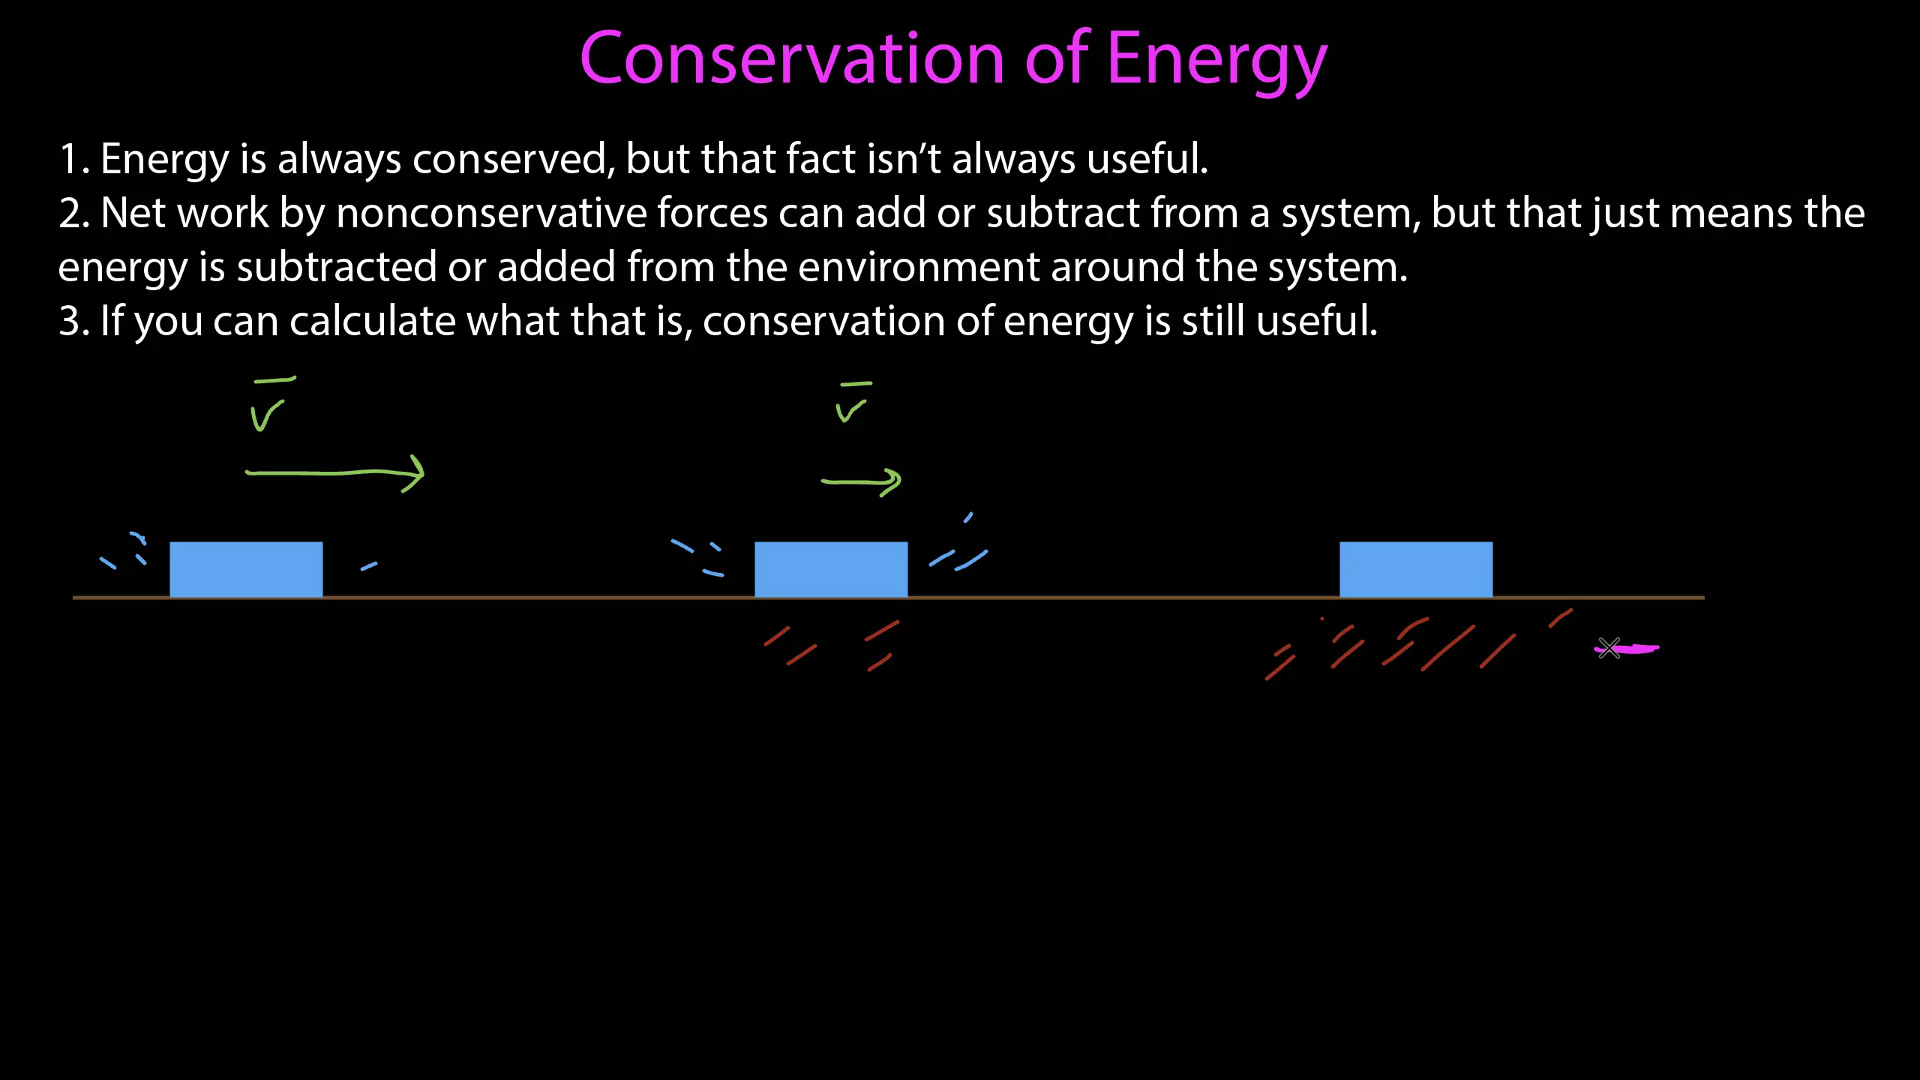 Conservation of Energy
1. Energy is always conserved, but that fact isn’t always useful.
2. Net work by nonconservative forces can add or subtract from a system, but that just means the
energy is subtracted or added from the environment around the system.
3. If you can calculate what that is, conservation of energy is still useful.
v̅ v̅